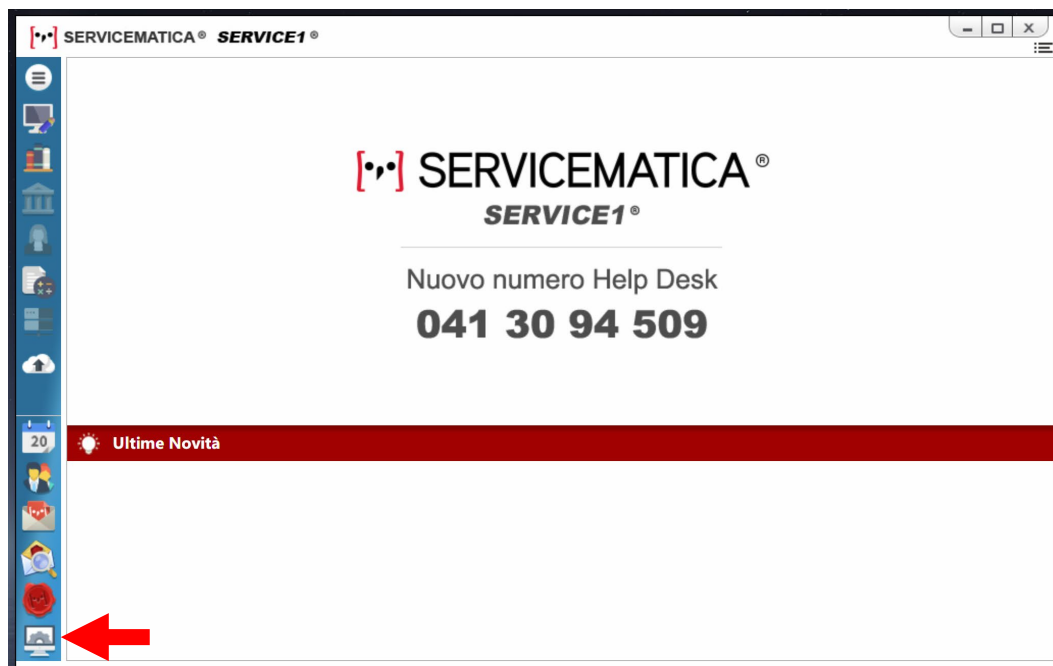 SERVICEMATICA® SERVICE1®
SERVICEMATICA®
SERVICE1®
Nuovo numero Help Desk
041 30 94 509
20
Ultime Novità